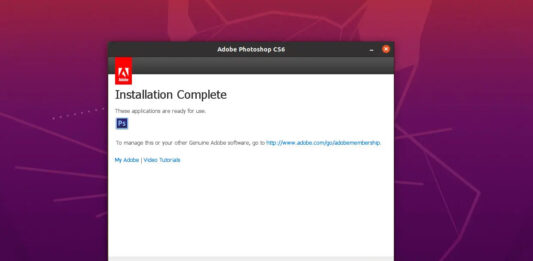 Adobe Photoshop CS6
Adobe
Installation Complete
These applications are ready for use.
Ps
To manage this or your other Genuine Adobe software, go to http://www.adobe.com/go/adobemembership.
My Adobe | Video Tutorials